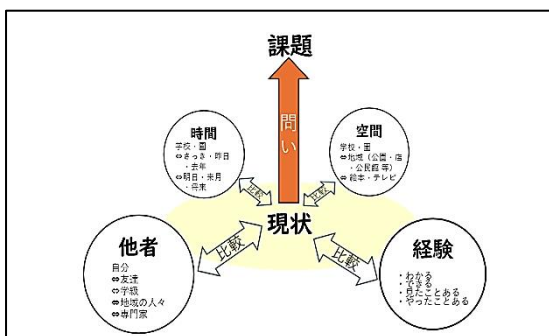 課題
問い
時間
学校・園
⇔さっき・昨日
・去年
⇔明日・来月
・将来
空間
学校・園
⇔地域（公園・店
・公民館 等）
⇔絵本・テレビ
比較
比較
現状
他者
自分
⇔友達
⇔学級
⇔地域の人々
⇔専門家
比較
比較
経験
・わかる
・できる
・見たことある
・やったことある